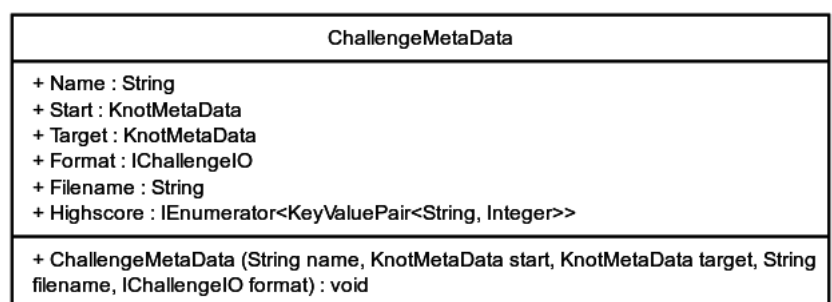 ChallengeMetaData
+ Name : String
+ Start : KnotMetaData
+ Target : KnotMetaData
+ Format : IChallengeIO
+ Filename : String
+ Highscore : IEnumerator<KeyValuePair<String, Integer>>
+ ChallengeMetaData (String name, KnotMetaData start, KnotMetaData target, String
filename, IChallengeIO format) : void